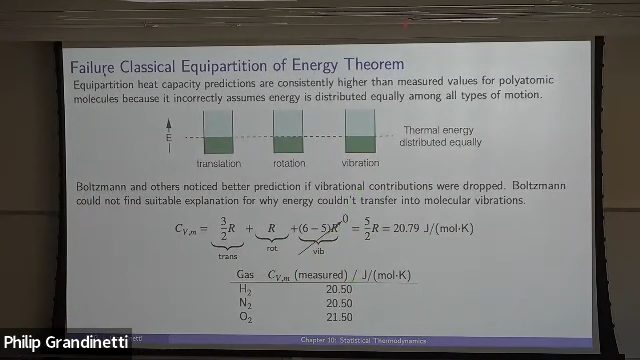 Failure Classical Equipartition of Energy Theorem
Equipartition heat capacity predictions are consistently higher than measured values for polyatomic
molecules because it incorrectly assumes energy is distributed equally among all types of motion.
E
Thermal energy
distributed equally
translation rotation vibration
Boltzmann and others noticed better prediction if vibrational contributions were dropped. Boltzmann
could not find suitable explanation for why energy couldn't transfer into molecular vibrations.
C_{V,m} = 3/2 R + R + (6 − 5)R 0 = 5/2 R = 20.79 J/(mol·K)
trans rot vib
Gas C_{V,m} (measured) / J/(mol·K)
H₂ 20.50
N₂ 20.50
O₂ 21.50
Philip Grandinetti
Chapter 10: Statistical Thermodynamics